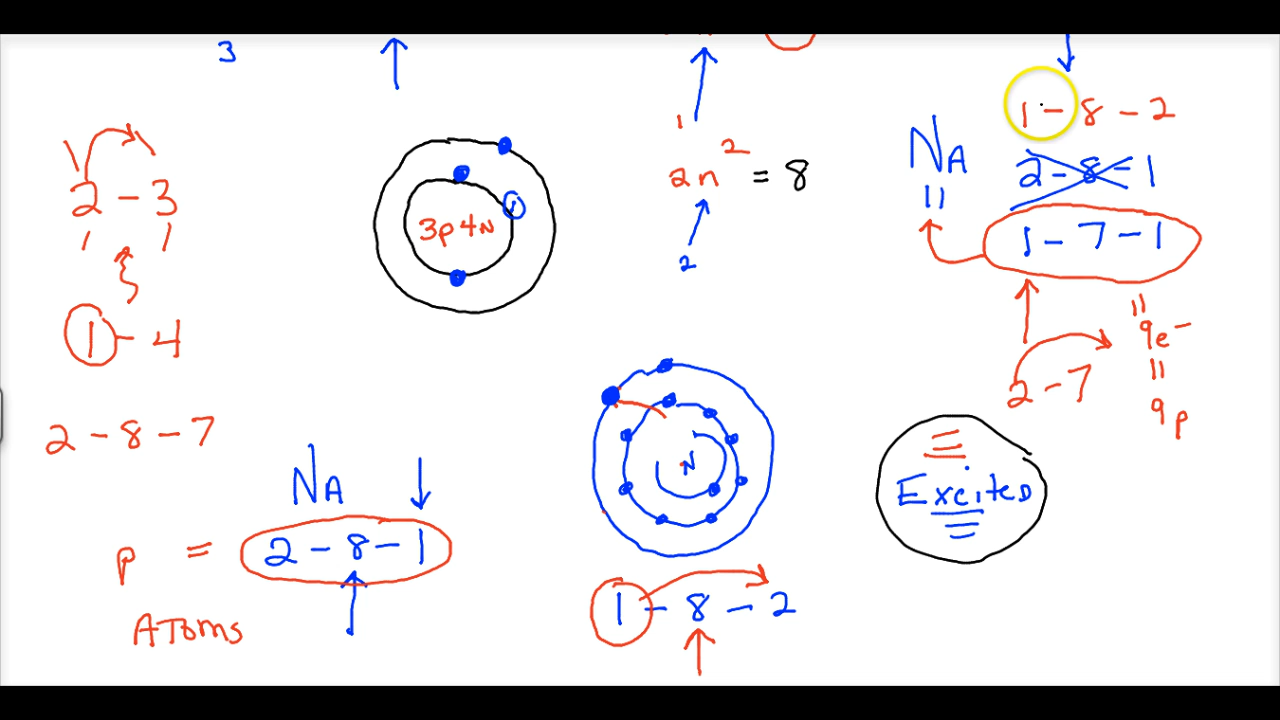 3
2 - 3
1 - 4
2 - 8 - 7
3p 4N
1
2n² = 8
2
NA
11
1 - 8 - 2
2 - 8 - 1
1 - 7 - 1
9e⁻
9p
2 - 7
Excited
NA
p = 2 - 8 - 1
ATOMS
N
1 - 8 - 2